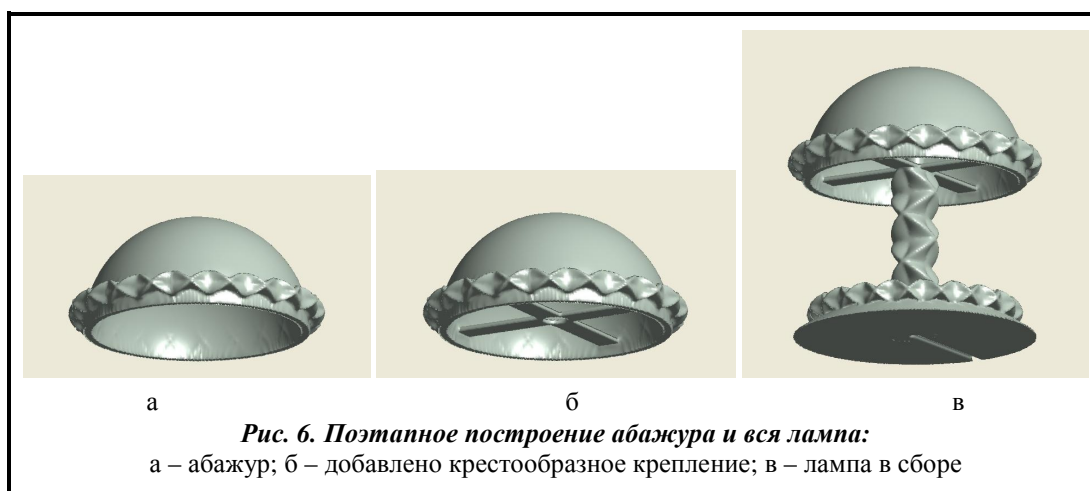 а б в
Рис. 6. Поэтапное построение абажура и вся лампа:
а – абажур; б – добавлено крестообразное крепление; в – лампа в сборе